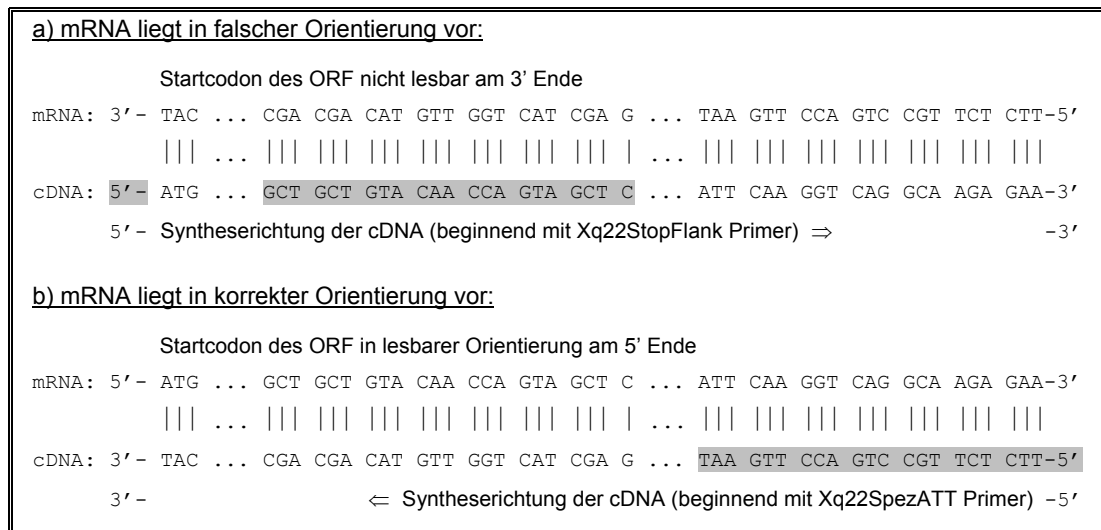 a) mRNA liegt in falscher Orientierung vor:
Startcodon des ORF nicht lesbar am 3’ Ende
mRNA: 3’- TAC ... CGA CGA CAT GTT GGT CAT CGA G ... TAA GTT CCA GTC CGT TCT CTT-5’
||| ... ||| ||| ||| ||| ||| ||| ||| | ... ||| ||| ||| ||| ||| ||| |||
cDNA: 5’- ATG ... GCT GCT GTA CAA CCA GTA GCT C ... ATT CAA GGT CAG GCA AGA GAA-3’
5’- Syntheserichtung der cDNA (beginnend mit Xq22StopFlank Primer) ⇒ -3’
b) mRNA liegt in korrekter Orientierung vor:
Startcodon des ORF in lesbarer Orientierung am 5’ Ende
mRNA: 5’- ATG ... GCT GCT GTA CAA CCA GTA GCT C ... ATT CAA GGT CAG GCA AGA GAA-3’
||| ... ||| ||| ||| ||| ||| ||| ||| | ... ||| ||| ||| ||| ||| ||| |||
cDNA: 3’- TAC ... CGA CGA CAT GTT GGT CAT CGA G ... TAA GTT CCA GTC CGT TCT CTT-5’
3’- ⇐ Syntheserichtung der cDNA (beginnend mit Xq22SpezATT Primer) -5’